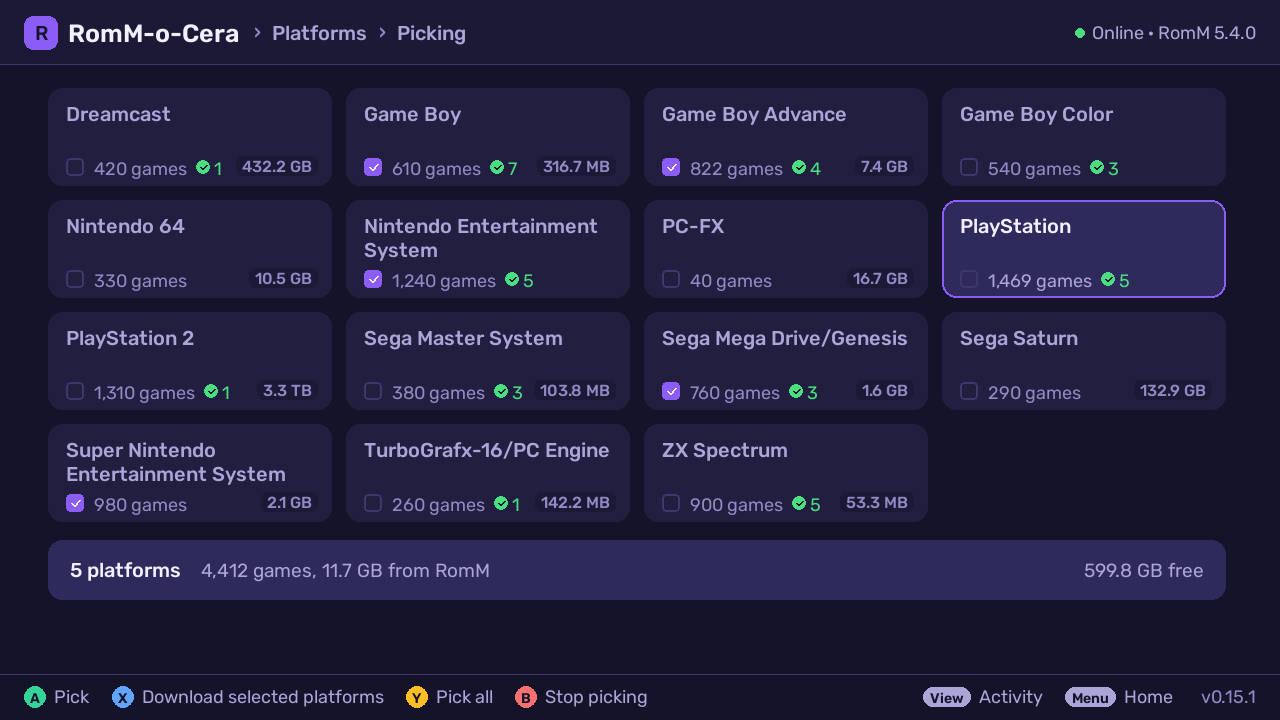 R RomM-o-Cera › Platforms › Picking
Online • RomM 5.4.0
Dreamcast
420 games 1 432.2 GB
Game Boy
610 games 7 316.7 MB
Game Boy Advance
822 games 4 7.4 GB
Game Boy Color
540 games 3
Nintendo 64
330 games 10.5 GB
Nintendo Entertainment
System
1,240 games 5
PC-FX
40 games 16.7 GB
PlayStation
1,469 games 5
PlayStation 2
1,310 games 1 3.3 TB
Sega Master System
380 games 3 103.8 MB
Sega Mega Drive/Genesis
760 games 3 1.6 GB
Sega Saturn
290 games 132.9 GB
Super Nintendo
Entertainment System
980 games 2.1 GB
TurboGrafx-16/PC Engine
260 games 1 142.2 MB
ZX Spectrum
900 games 5 53.3 MB
5 platforms 4,412 games, 11.7 GB from RomM 599.8 GB free
A Pick X Download selected platforms Y Pick all B Stop picking View Activity Menu Home v0.15.1